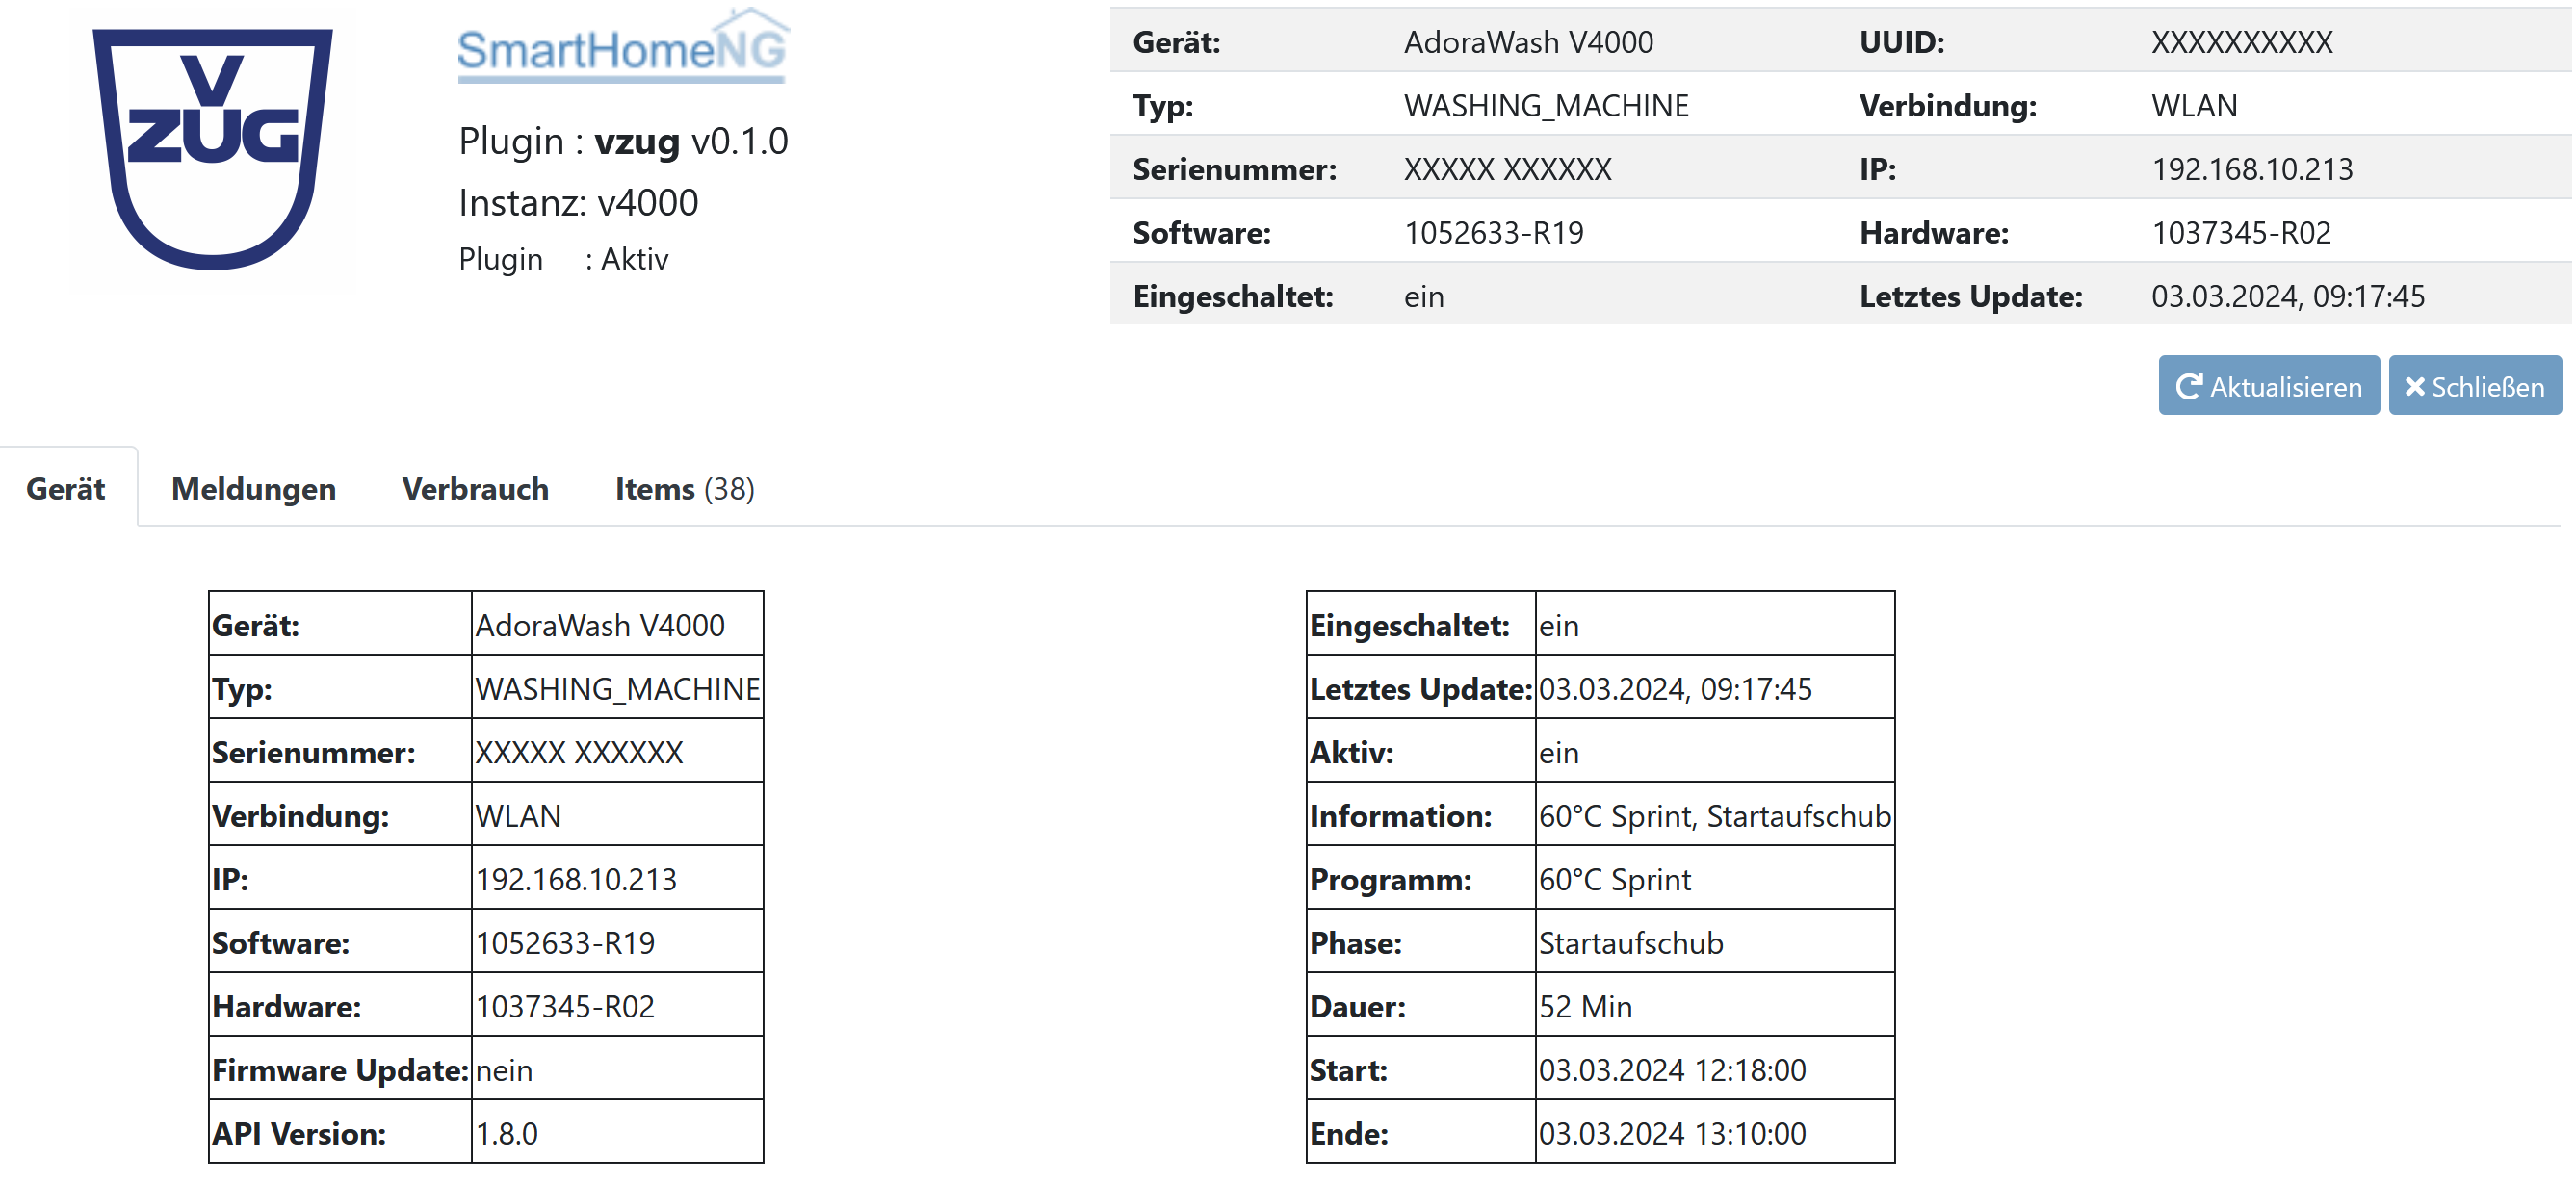 V
ZUG
SmartHomeNG
Plugin : vzug v0.1.0
Instanz: v4000
Plugin : Aktiv
Gerät: AdoraWash V4000 UUID: XXXXXXXXXX
Typ: WASHING_MACHINE Verbindung: WLAN
Serienummer: XXXXX XXXXXX IP: 192.168.10.213
Software: 1052633-R19 Hardware: 1037345-R02
Eingeschaltet: ein Letztes Update: 03.03.2024, 09:17:45
Aktualisieren Schließen
Gerät Meldungen Verbrauch Items (38)
Gerät: AdoraWash V4000
Typ: WASHING_MACHINE
Serienummer: XXXXX XXXXXX
Verbindung: WLAN
IP: 192.168.10.213
Software: 1052633-R19
Hardware: 1037345-R02
Firmware Update: nein
API Version: 1.8.0
Eingeschaltet: ein
Letztes Update: 03.03.2024, 09:17:45
Aktiv: ein
Information: 60°C Sprint, Startaufschub
Programm: 60°C Sprint
Phase: Startaufschub
Dauer: 52 Min
Start: 03.03.2024 12:18:00
Ende: 03.03.2024 13:10:00